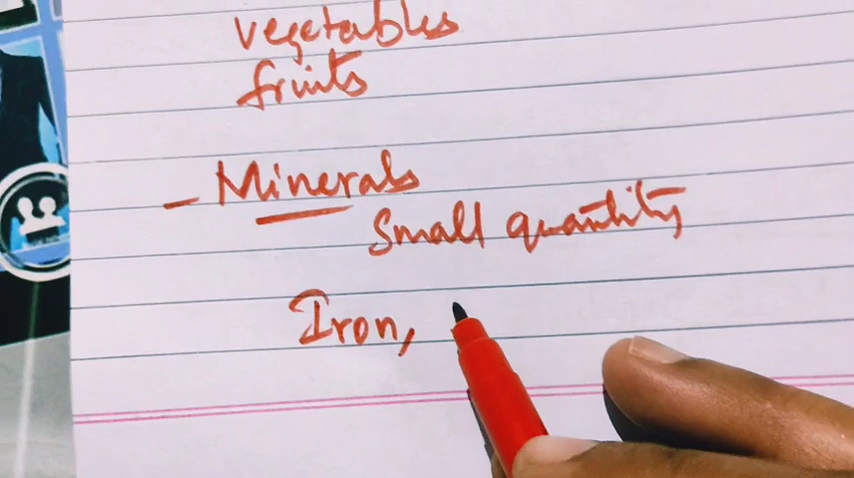 vegetables
fruits
- Minerals
Small quantity
Iron,